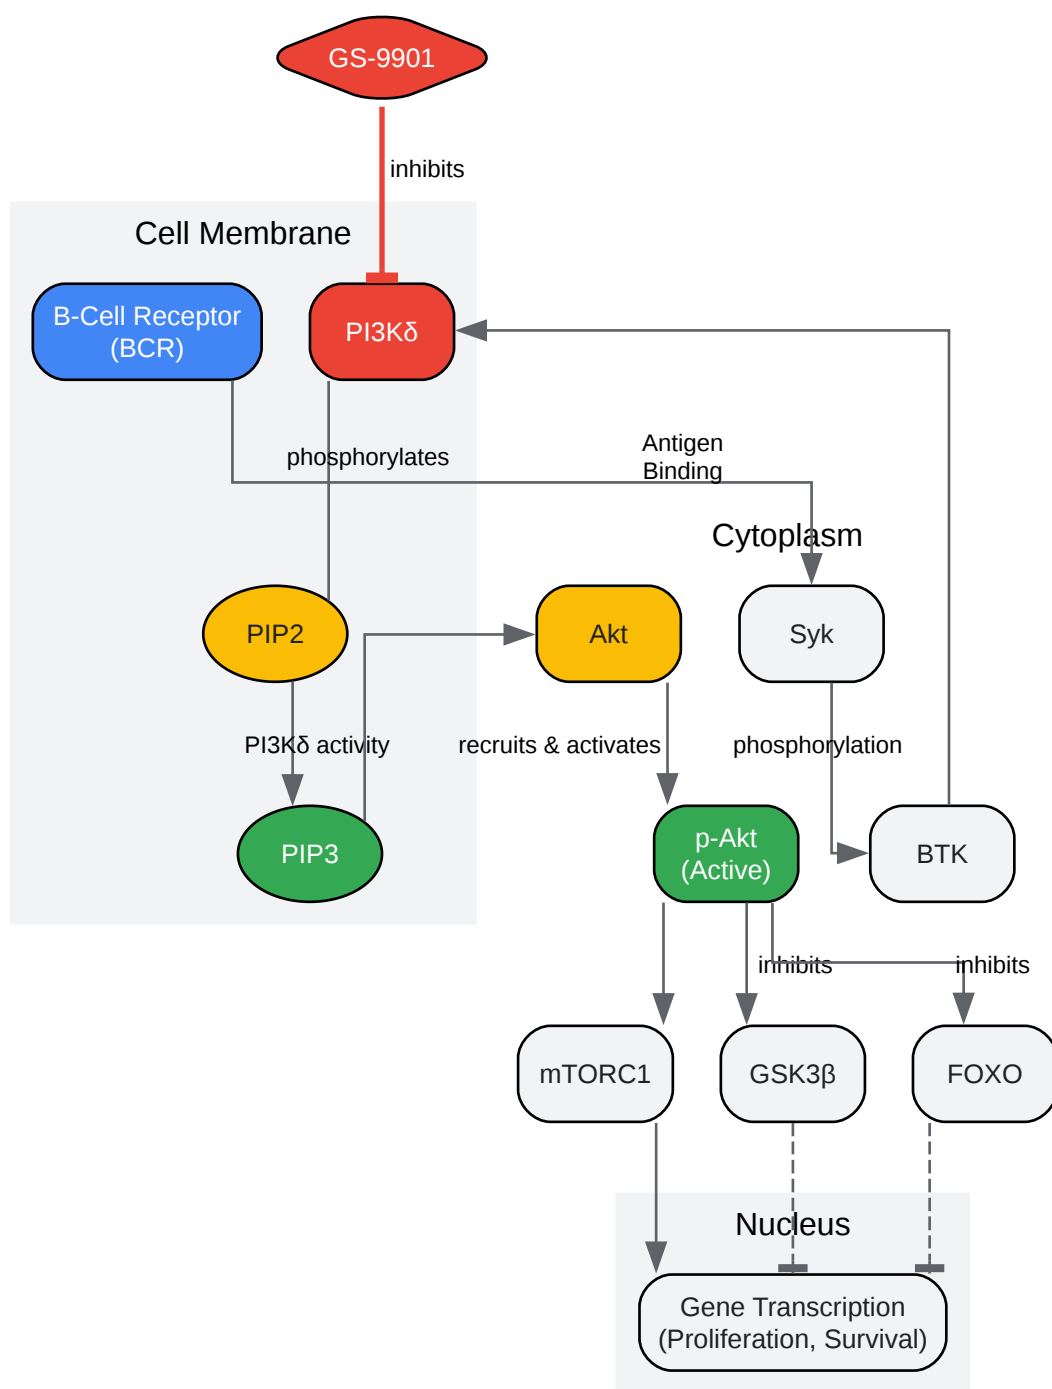 GS-9901
inhibits
Cell Membrane
B-Cell Receptor
(BCR)
PI3Kδ
phosphorylates
Antigen
Binding
Cytoplasm
PIP2
Akt
Syk
PI3Kδ activity
recruits & activates
phosphorylation
PIP3
p-Akt
(Active)
BTK
inhibits
inhibits
mTORC1
GSK3β
FOXO
Nucleus
Gene Transcription
(Proliferation, Survival)